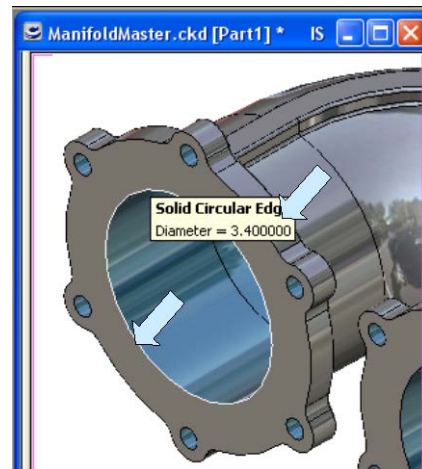 ManifoldMaster.ckd [Part1] * IS
Solid Circular Edg
Diameter = 3.400000